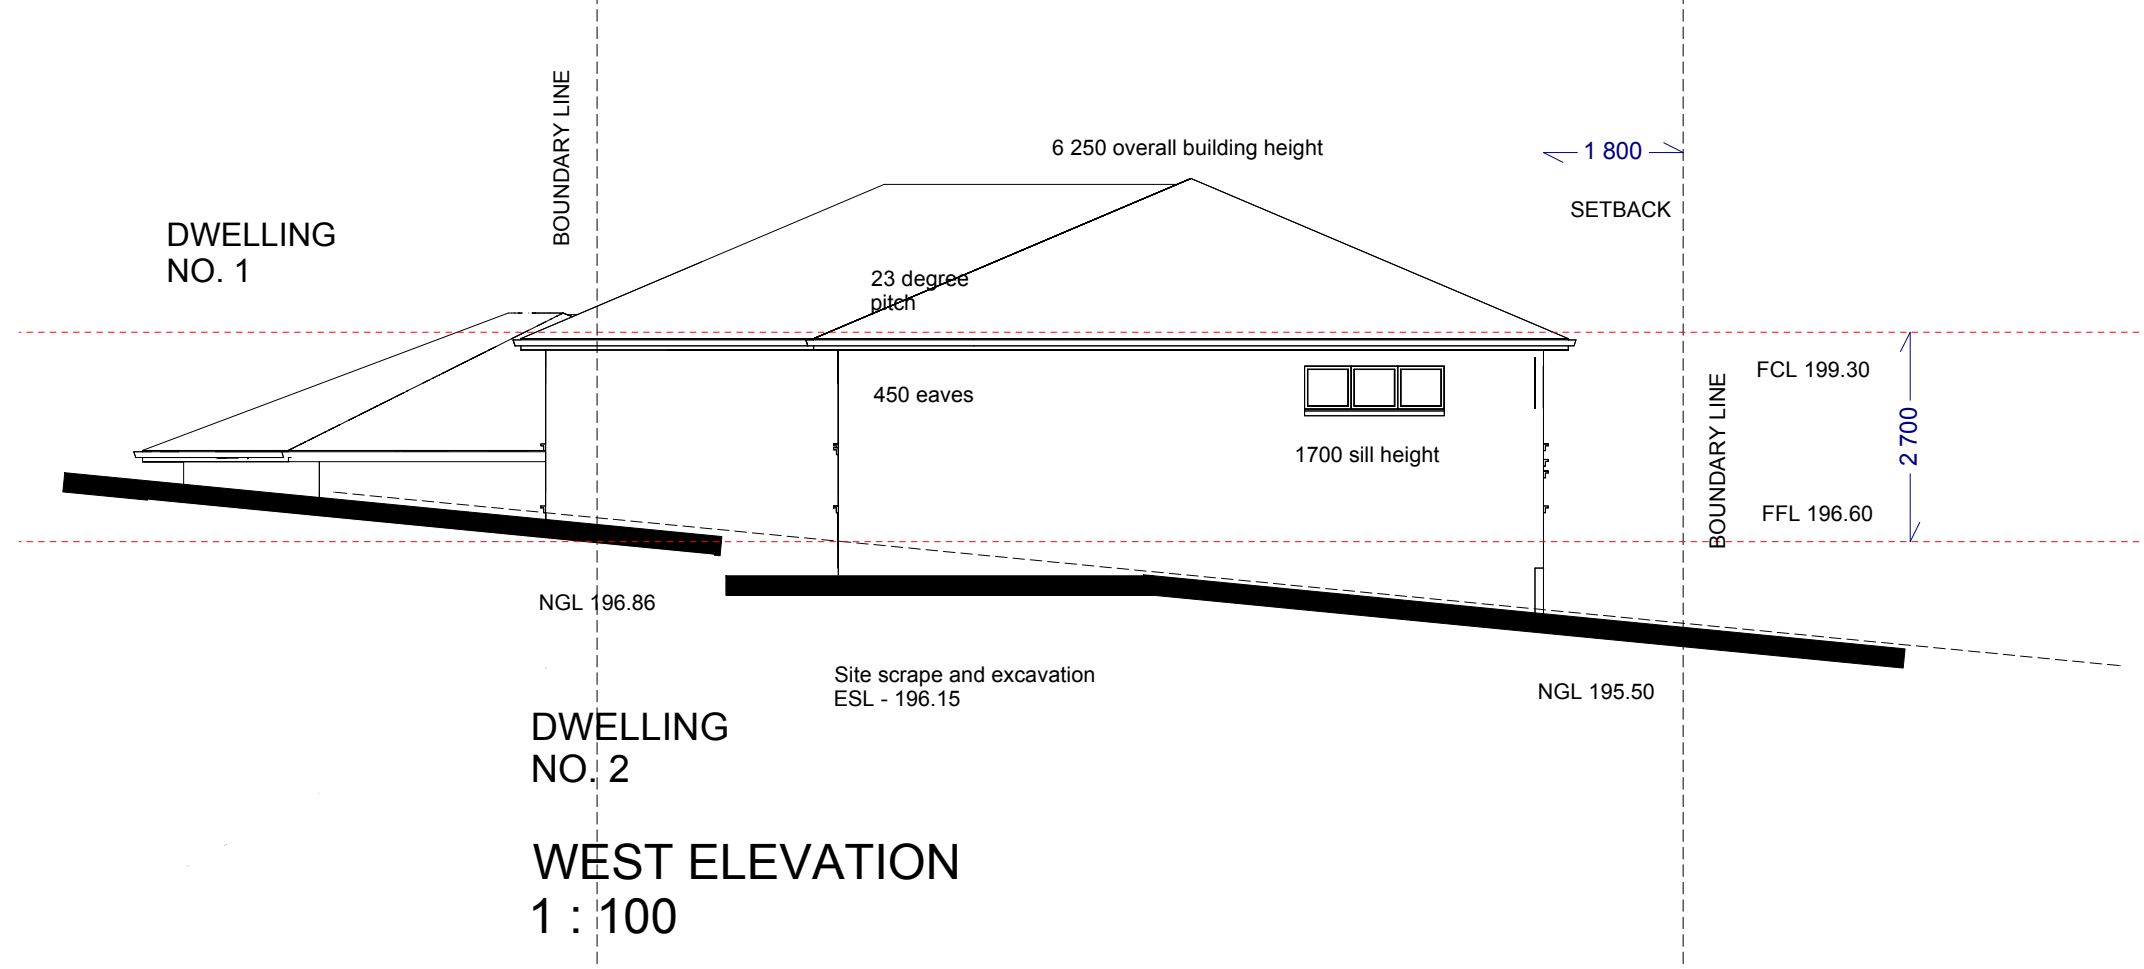 BOUNDARY LINE
6 250 overall building height
1 800
SETBACK
DWELLING
NO. 1
23 degree
pitch
FCL 199.30
450 eaves
2 700
BOUNDARY LINE
1700 sill height
FFL 196.60
NGL 196.86
Site scrape and excavation
ESL - 196.15
NGL 195.50
DWELLING
NO. 2
WEST ELEVATION
1 : 100